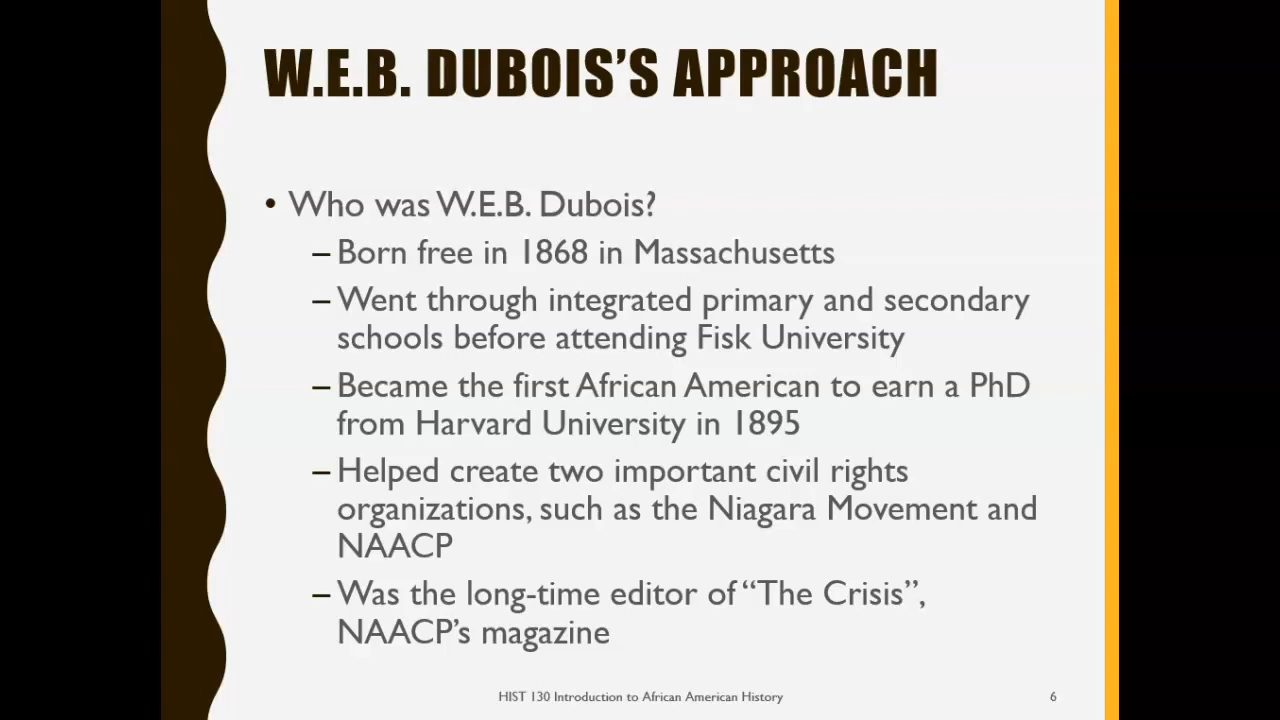 W.E.B. DUBOIS'S APPROACH
• Who was W.E.B. Dubois?
– Born free in 1868 in Massachusetts
– Went through integrated primary and secondary
schools before attending Fisk University
– Became the first African American to earn a PhD
from Harvard University in 1895
– Helped create two important civil rights
organizations, such as the Niagara Movement and
NAACP
– Was the long-time editor of “The Crisis”,
NAACP’s magazine
HIST 130 Introduction to African American History
6